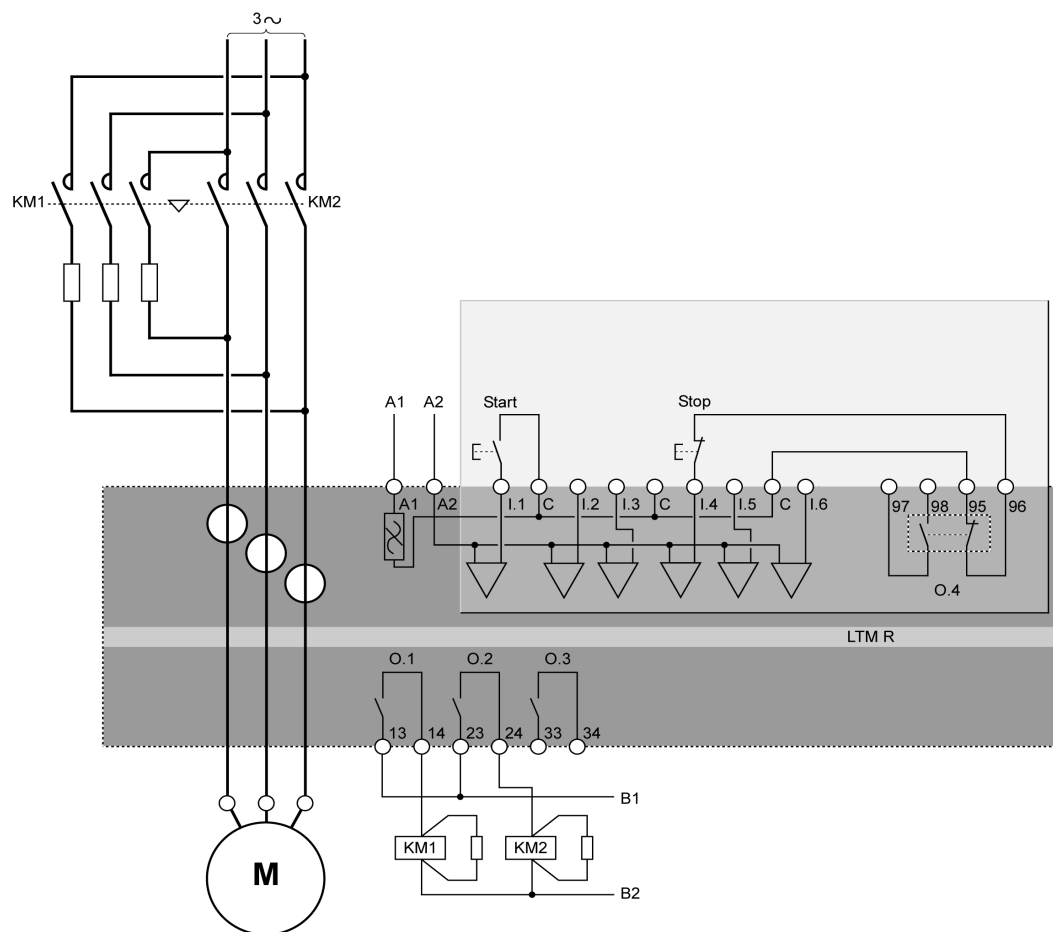 3～
KM1 KM2
A1 A2 Start Stop
A1 A2 I.1 C I.2 I.3 C I.4 I.5 C I.6 97 98 95 96
O.4
LTM R
O.1 O.2 O.3
13 14 23 24 33 34
B1
KM1 KM2
M
B2